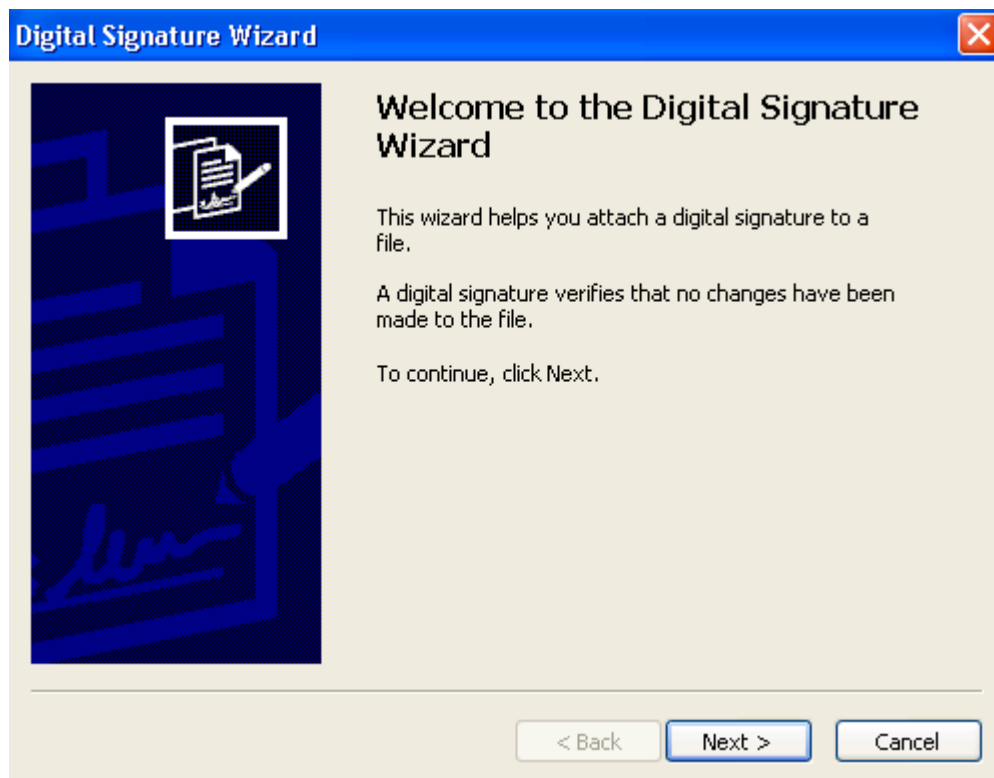 Digital Signature Wizard
Welcome to the Digital Signature
Wizard
This wizard helps you attach a digital signature to a
file.
A digital signature verifies that no changes have been
made to the file.
To continue, click Next.
< Back
Next >
Cancel